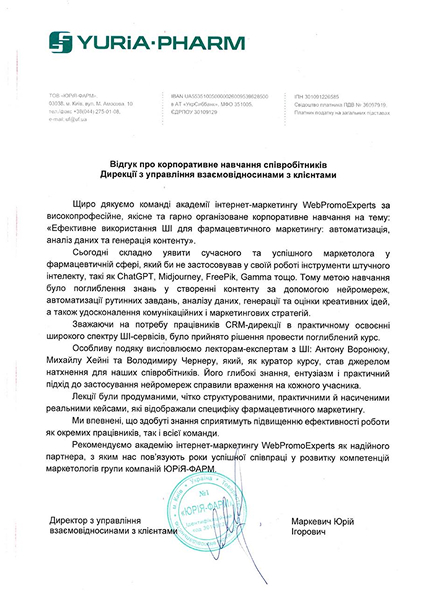 YURiA-PHARM
ТОВ «ЮРІЯ-ФАРМ»
03038, м. Київ, вул. М. Амосова, 10
тел./факс: +38(044) 275-01-08,
e-mail: uf@uf.ua
в АТ «УкрСиббанк», МФО 351005,
ЄДРПОУ 30109129
Свідоцтво платника ПДВ № 36097919,
Платник податку на загальних підставах
Відгук про корпоративне навчання співробітників
Дирекції з управління взаємовідносинами з клієнтами
Щиро дякуємо команді академії інтернет-маркетингу WebPromoExperts за
високопрофесійне, якісне та гарно організоване корпоративне навчання на тему:
«Ефективне використання ШІ для фармацевтичного маркетингу: автоматизація,
аналіз даних та генерація контенту».
Сьогодні складно уявити сучасного та успішного маркетолога у
фармацевтичній сфері, який би не застосовував у своїй роботі інструменти штучного
інтелекту, такі як ChatGPT, Midjourney, FreePik, Gamma тощо. Тому метою навчання
було поглиблення знань у створенні контенту за допомогою нейромереж,
автоматизації рутинних завдань, аналізу даних, генерації та оцінки креативних ідей,
а також удосконалення комунікаційних і маркетингових стратегій.
Зважаючи на потребу працівників CRM-дирекції в практичному освоєнні
широкого спектру ШІ-сервісів, було прийнято рішення провести поглиблений курс.
Особливу подяку висловлюємо лекторам-експертам з ШІ: Антону Воронюку,
Михайлу Хейні та Володимиру Чернеру, який, як куратор курсу, став джерелом
натхнення для наших співробітників. Його глибокі знання, ентузіазм і практичний
підхід до застосування нейромереж справили враження на кожного учасника.
Лекції були продуманими, чітко структурованими, практичними й насиченими
реальними кейсами, які відображали специфіку фармацевтичного маркетингу.
Ми впевнені, що здобуті знання сприятимуть підвищенню ефективності роботи
як окремих працівників, так і всієї команди.
Рекомендуємо академію інтернет-маркетингу WebPromoExperts як надійного
партнера, з яким нас пов'язують роки успішної співпраці у розвитку компетенцій
маркетологів групи компаній ЮРіЯ-ФАРМ.
Україна
№1
«ЮРІЯ-ФАРМ»
Директор з управління
взаємовідносинами з клієнтами
Маркевич Юрій
Ігорович